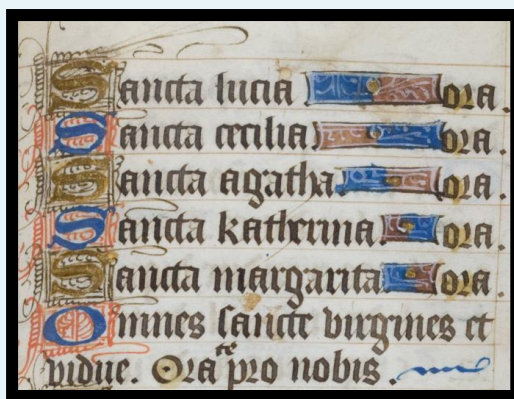 Sancta lucia ora.
Sancta cecilia ora.
Sancta agatha ora.
Sancta katherina ora.
Sancta margarita ora.
Omnes sancte virgines et
vidue. Orate pro nobis.